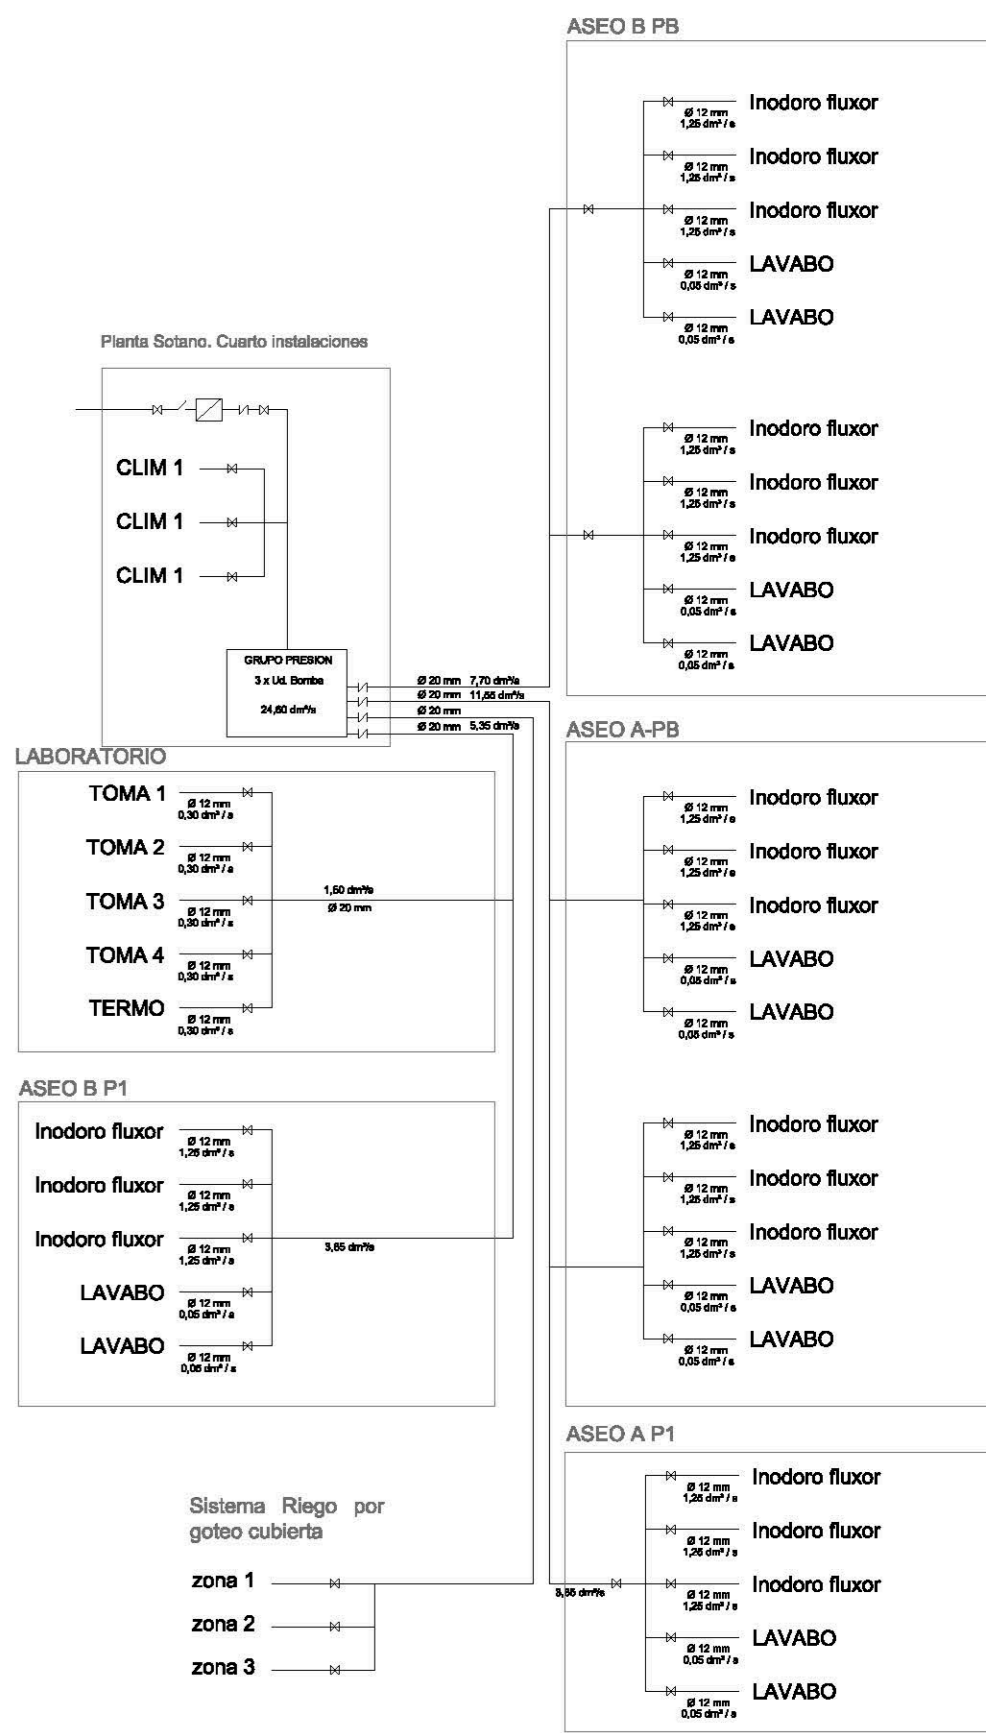 ASEO B PB
Inodoro fluxor
Ø 12 mm
1,25 dm³ / s
Inodoro fluxor
Ø 12 mm
1,25 dm³ / s
Inodoro fluxor
Ø 12 mm
1,25 dm³ / s
LAVABO
Ø 12 mm
0,05 dm³ / s
LAVABO
Ø 12 mm
0,05 dm³ / s
Inodoro fluxor
Ø 12 mm
1,25 dm³ / s
Inodoro fluxor
Ø 12 mm
1,25 dm³ / s
Inodoro fluxor
Ø 12 mm
1,25 dm³ / s
LAVABO
Ø 12 mm
0,05 dm³ / s
LAVABO
Ø 12 mm
0,05 dm³ / s
Planta Sotano. Cuarto instalaciones
CLIM 1
CLIM 1
CLIM 1
GRUPO PRESION
3 x Ud. Bomba
24,60 dm³/s
Ø 20 mm 7,70 dm³/s
Ø 20 mm 11,55 dm³/s
Ø 20 mm
Ø 20 mm 5,35 dm³/s
LABORATORIO
TOMA 1
Ø 12 mm
0,30 dm³ / s
TOMA 2
Ø 12 mm
0,30 dm³ / s
TOMA 3
Ø 12 mm
0,30 dm³ / s
TOMA 4
Ø 12 mm
0,30 dm³ / s
TERMO
Ø 12 mm
0,30 dm³ / s
1,50 dm³/s
Ø 20 mm
ASEO A-PB
Inodoro fluxor
Ø 12 mm
1,25 dm³ / s
Inodoro fluxor
Ø 12 mm
1,25 dm³ / s
Inodoro fluxor
Ø 12 mm
1,25 dm³ / s
LAVABO
Ø 12 mm
0,05 dm³ / s
LAVABO
Ø 12 mm
0,05 dm³ / s
Inodoro fluxor
Ø 12 mm
1,25 dm³ / s
Inodoro fluxor
Ø 12 mm
1,25 dm³ / s
Inodoro fluxor
Ø 12 mm
1,25 dm³ / s
LAVABO
Ø 12 mm
0,05 dm³ / s
LAVABO
Ø 12 mm
0,05 dm³ / s
ASEO B P1
Inodoro fluxor
Ø 12 mm
1,25 dm³ / s
Inodoro fluxor
Ø 12 mm
1,25 dm³ / s
Inodoro fluxor
Ø 12 mm
1,25 dm³ / s
LAVABO
Ø 12 mm
0,05 dm³ / s
LAVABO
Ø 12 mm
0,05 dm³ / s
3,85 dm³/s
ASEO A P1
Inodoro fluxor
Ø 12 mm
1,25 dm³ / s
Inodoro fluxor
Ø 12 mm
1,25 dm³ / s
Inodoro fluxor
Ø 12 mm
1,25 dm³ / s
LAVABO
Ø 12 mm
0,05 dm³ / s
LAVABO
Ø 12 mm
0,05 dm³ / s
3,85 dm³/s
Sistema Riego por
goteo cubierta
zona 1
zona 2
zona 3